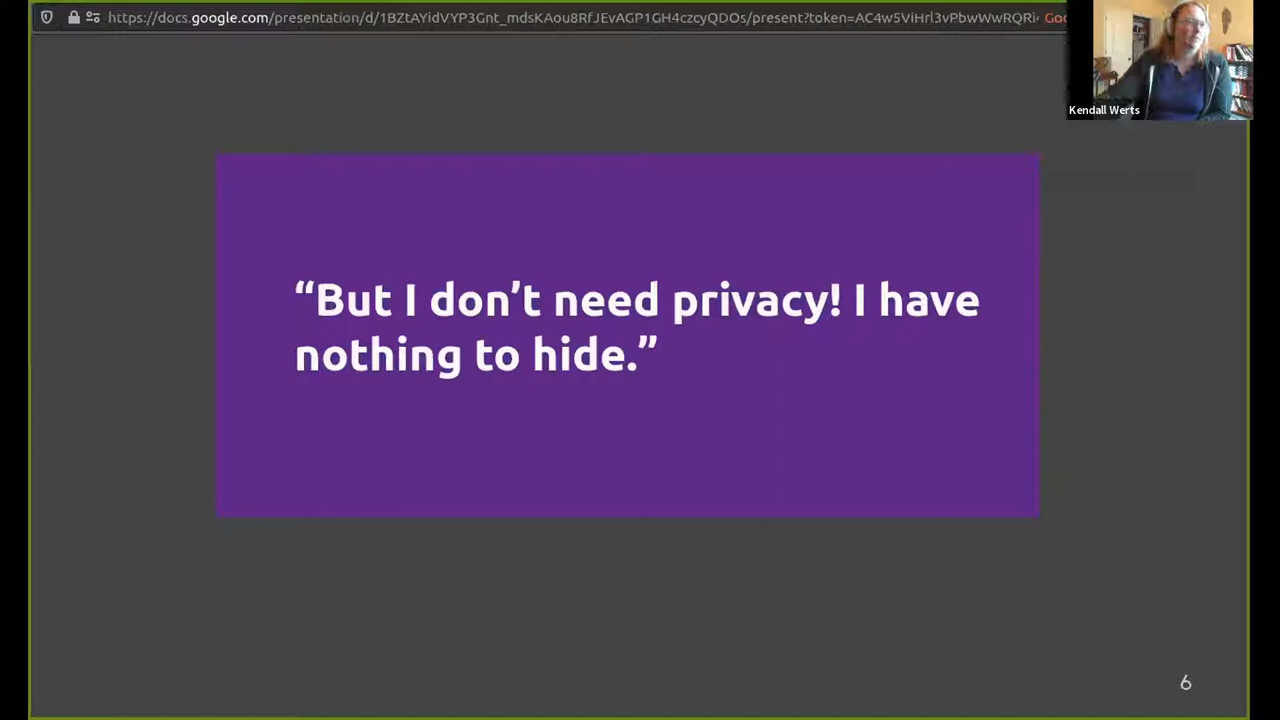 https://docs.google.com/presentation/d/1BZtAYidVYP3Gnt_mdsKAou8RfJEvAGP1GH4czcyQDOs/present?token=AC4w5ViHrl3vPbwWwRQRi
Goo
Kendall Werts
“But I don’t need privacy! I have
nothing to hide.”
6